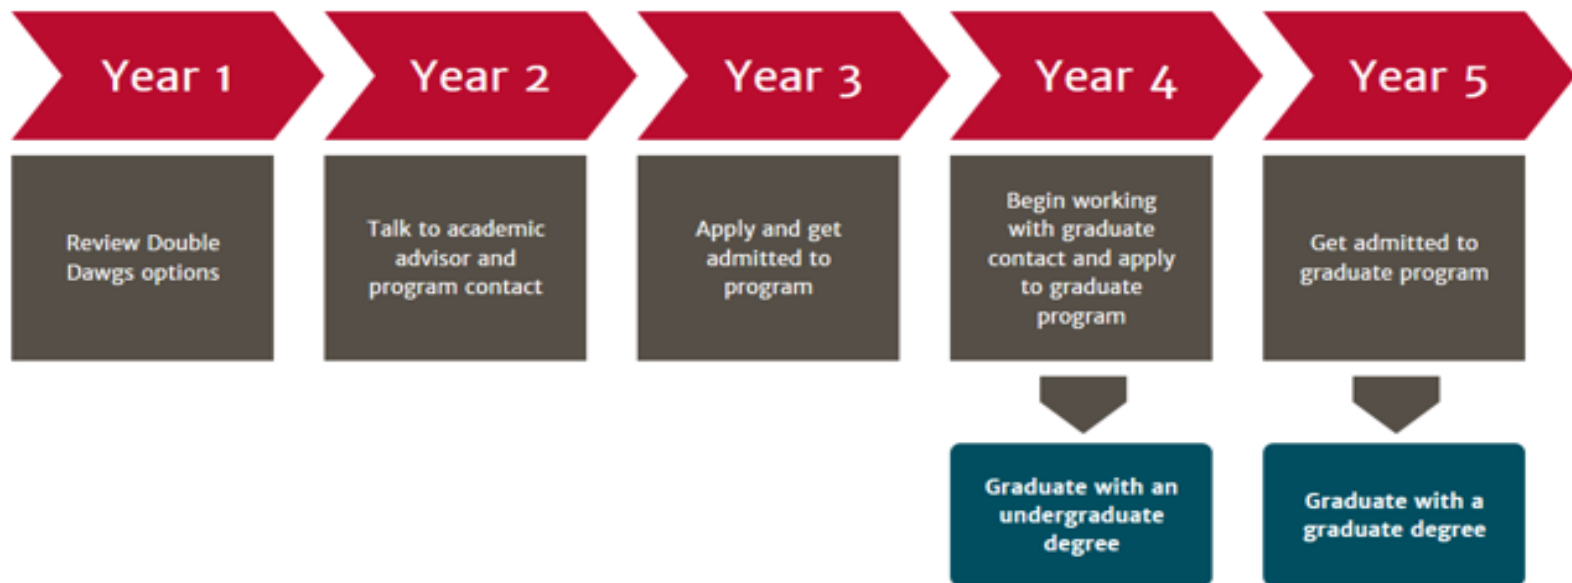 Year 1
Year 2
Year 3
Year 4
Year 5
Review Double
Dawgs options
Talk to academic
advisor and
program contact
Apply and get
admitted to
program
Begin working
with graduate
contact and apply
to graduate
program
Get admitted to
graduate program
Graduate with an
undergraduate
degree
Graduate with a
graduate degree